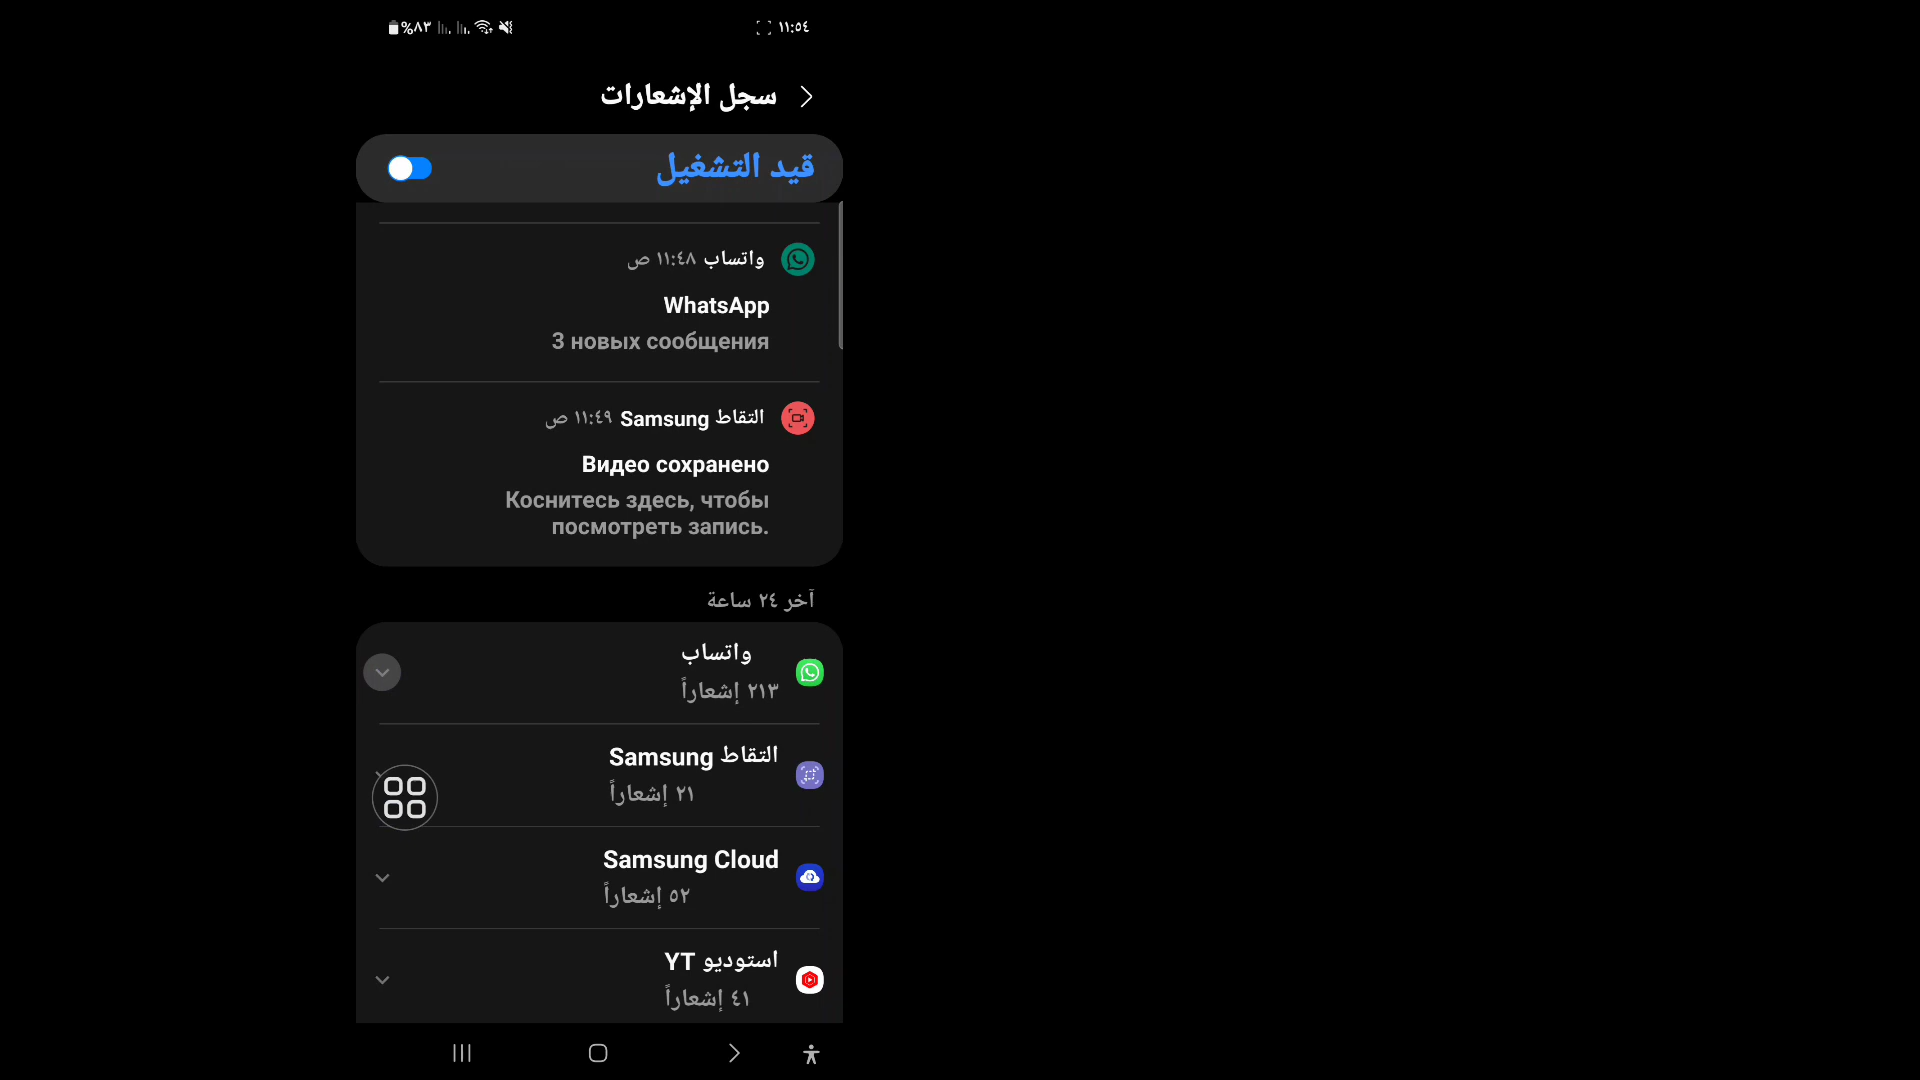 ١١:٥٤
%٨٣
سجل الإشعارات
قيد التشغيل
واتساب ١١:٤٨ ص
WhatsApp
3 новых сообщения
التقاط Samsung ١١:٤٩ ص
Видео сохранено
Коснитесь здесь, чтобы
посмотреть запись.
آخر ٢٤ ساعة
واتساب
٢١٣ إشعاراً
التقاط Samsung
٢١ إشعاراً
Samsung Cloud
٥٢ إشعاراً
استوديو YT
٤١ إشعاراً